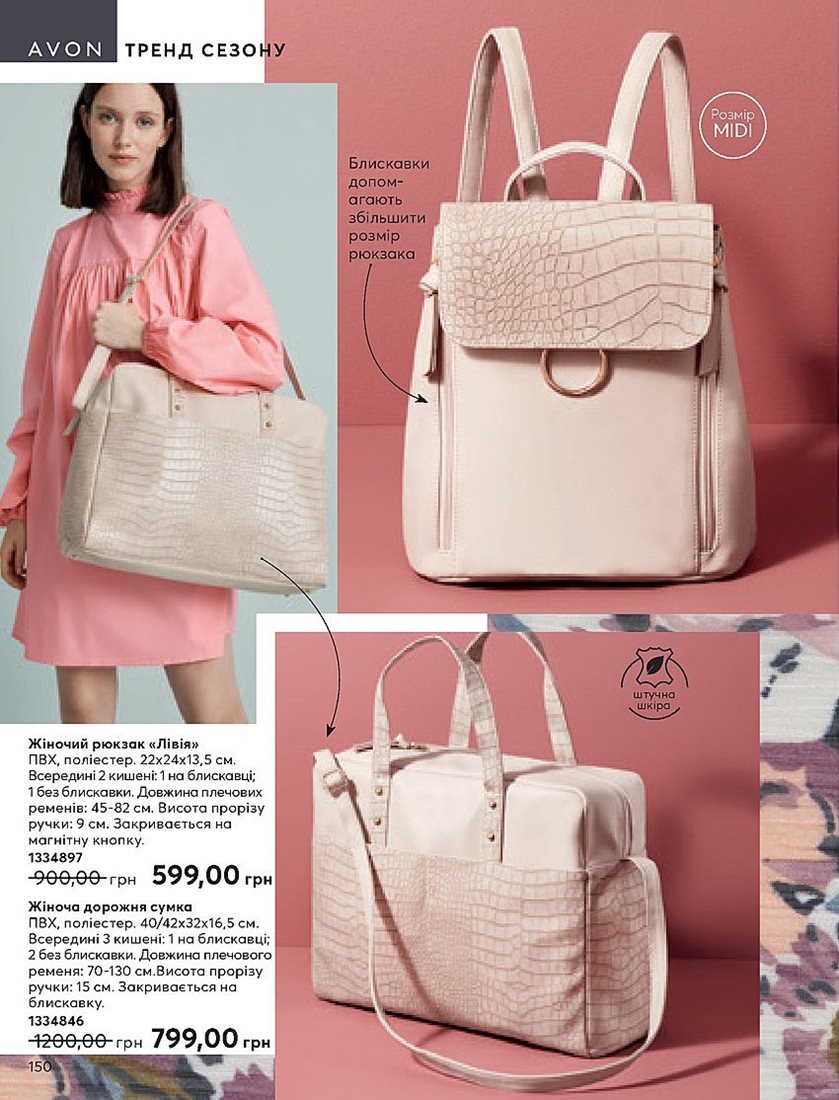 AVON ТРЕНД СЕЗОНУ
Розмір
MIDI
Блискавки
допом-
агають
збільшити
розмір
рюкзака
штучна
шкіра
Жіночий рюкзак «Лівія»
ПВХ, поліестер. 22х24х13,5 см.
Всередині 2 кишені: 1 на блискавці;
1 без блискавки. Довжина плечових
ременів: 45-82 см. Висота прорізу
ручки: 9 см. Закривається на
магнітну кнопку.
1334897
900,00 грн 599,00 грн
Жіноча дорожня сумка
ПВХ, поліестер. 40/42х32х16,5 см.
Всередині 3 кишені: 1 на блискавці;
2 без блискавки. Довжина плечового
ременя: 70-130 см.Висота прорізу
ручки: 15 см. Закривається на
блискавку.
1334846
1200,00 грн 799,00 грн
150